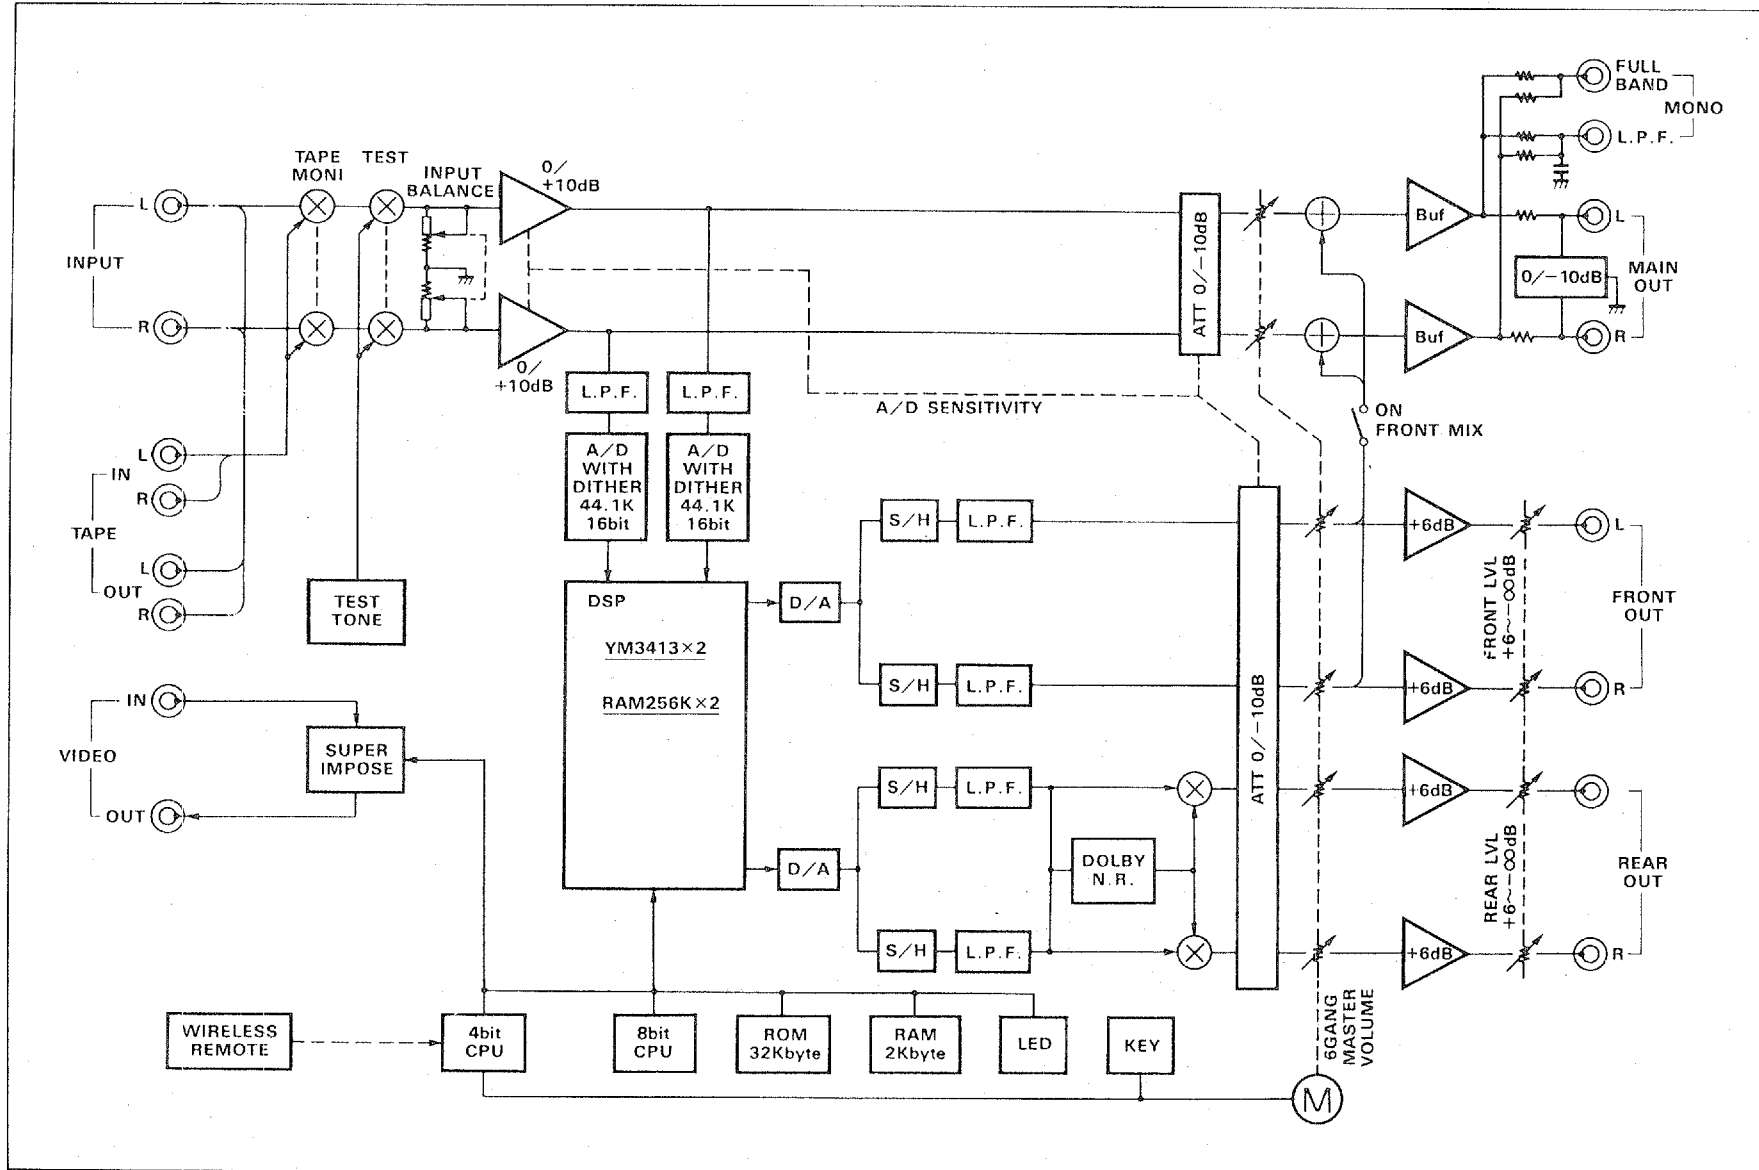 FULL
BAND
MONO
L.P.F.
TAPE
MONI
TEST
INPUT
BALANCE
0/
+10dB
L
INPUT
R
0/
+10dB
ATT 0/−10dB
Buf
Buf
L
0/−10dB
MAIN
OUT
R
L.P.F.
L.P.F.
A/D SENSITIVITY
ON
FRONT MIX
A/D
WITH
DITHER
44.1K
16bit
A/D
WITH
DITHER
44.1K
16bit
L
IN
R
TAPE
L
OUT
R
TEST
TONE
DSP
YM3413×2
RAM256K×2
D/A
S/H
L.P.F.
S/H
L.P.F.
+6dB
L
FRONT LVL
+6~−∞dB
FRONT
OUT
+6dB
R
IN
VIDEO
OUT
SUPER
IMPOSE
S/H
L.P.F.
D/A
DOLBY
N.R.
S/H
L.P.F.
ATT 0/−10dB
+6dB
L
REAR LVL
+6~−∞dB
REAR
OUT
+6dB
R
WIRELESS
REMOTE
4bit
CPU
8bit
CPU
ROM
32Kbyte
RAM
2Kbyte
LED
KEY
6GANG
MASTER
VOLUME
M